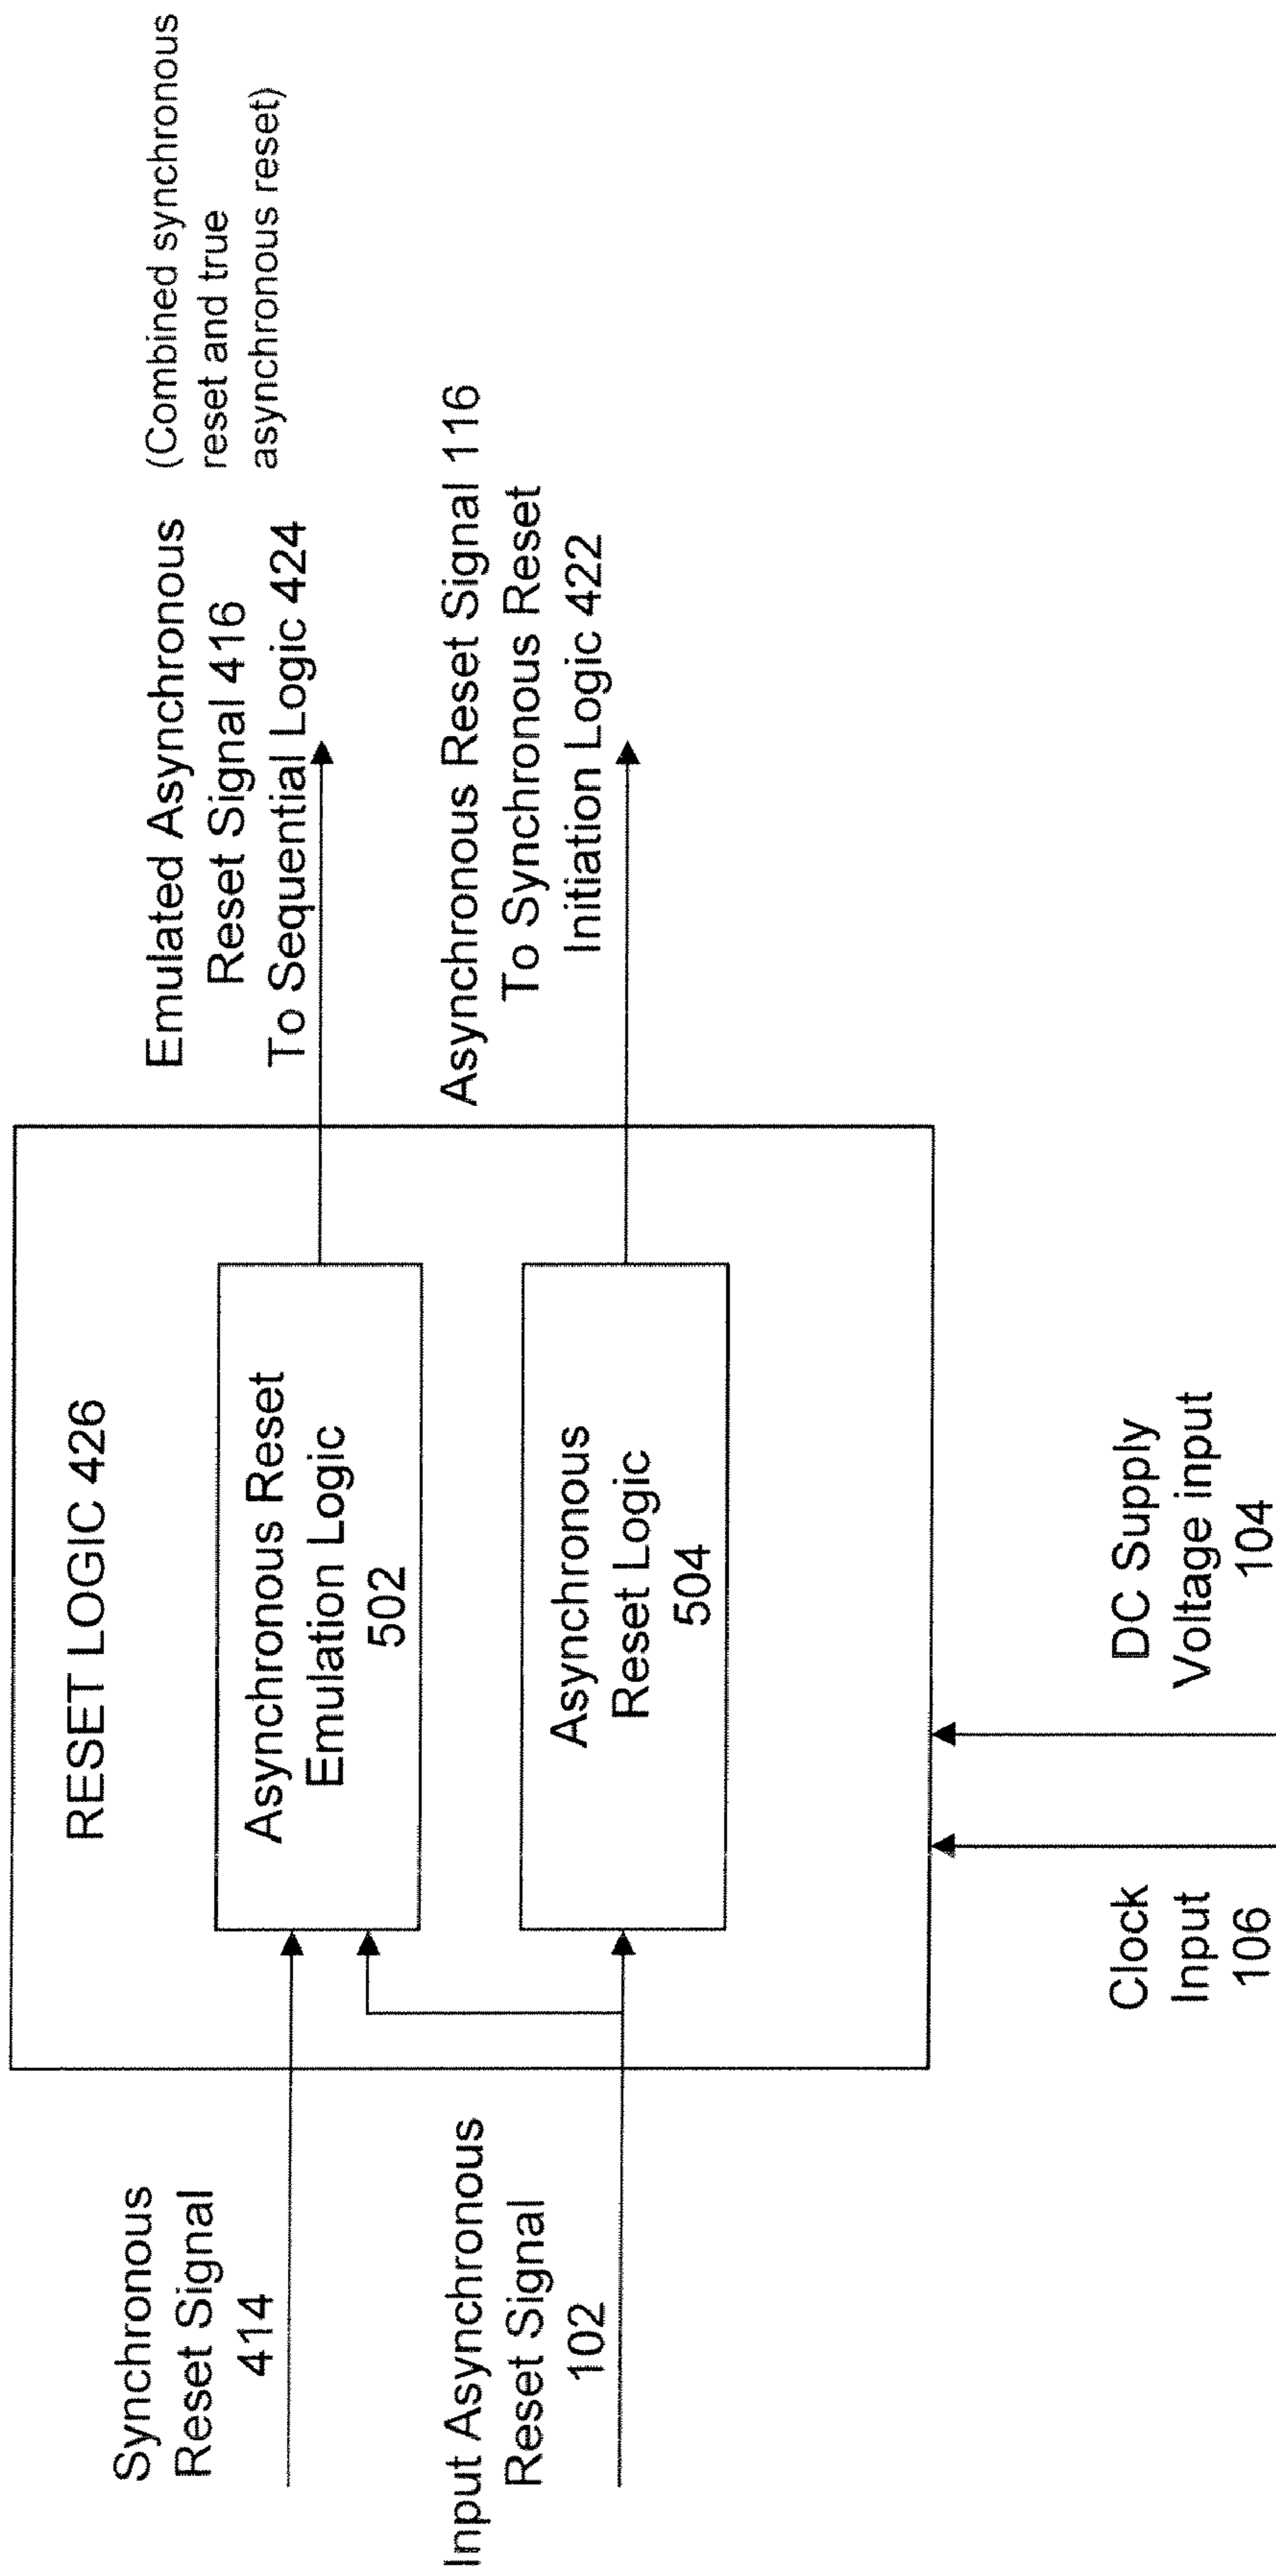 RESET LOGIC 426
Synchronous
Reset Signal
414
Input Asynchronous
Reset Signal
102
Asynchronous Reset
Emulation Logic
502
Asynchronous
Reset Logic
504
Emulated Asynchronous
Reset Signal 416
To Sequential Logic 424
(Combined synchronous
reset and true
asynchronous reset)
Asynchronous Reset Signal 116
To Synchronous Reset
Initiation Logic 422
Clock
Input
106
DC Supply
Voltage input
104